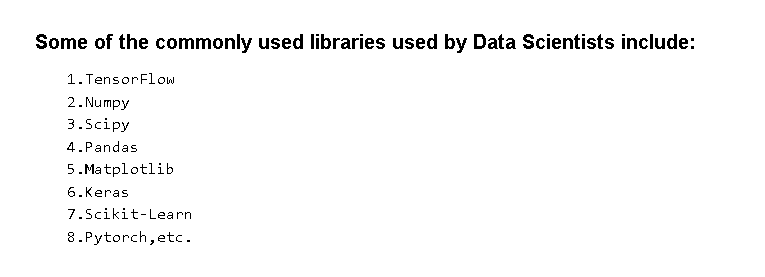 Some of the commonly used libraries used by Data Scientists include:
1.TensorFlow
2.Numpy
3.Scipy
4.Pandas
5.Matplotlib
6.Keras
7.Scikit-Learn
8.Pytorch,etc.